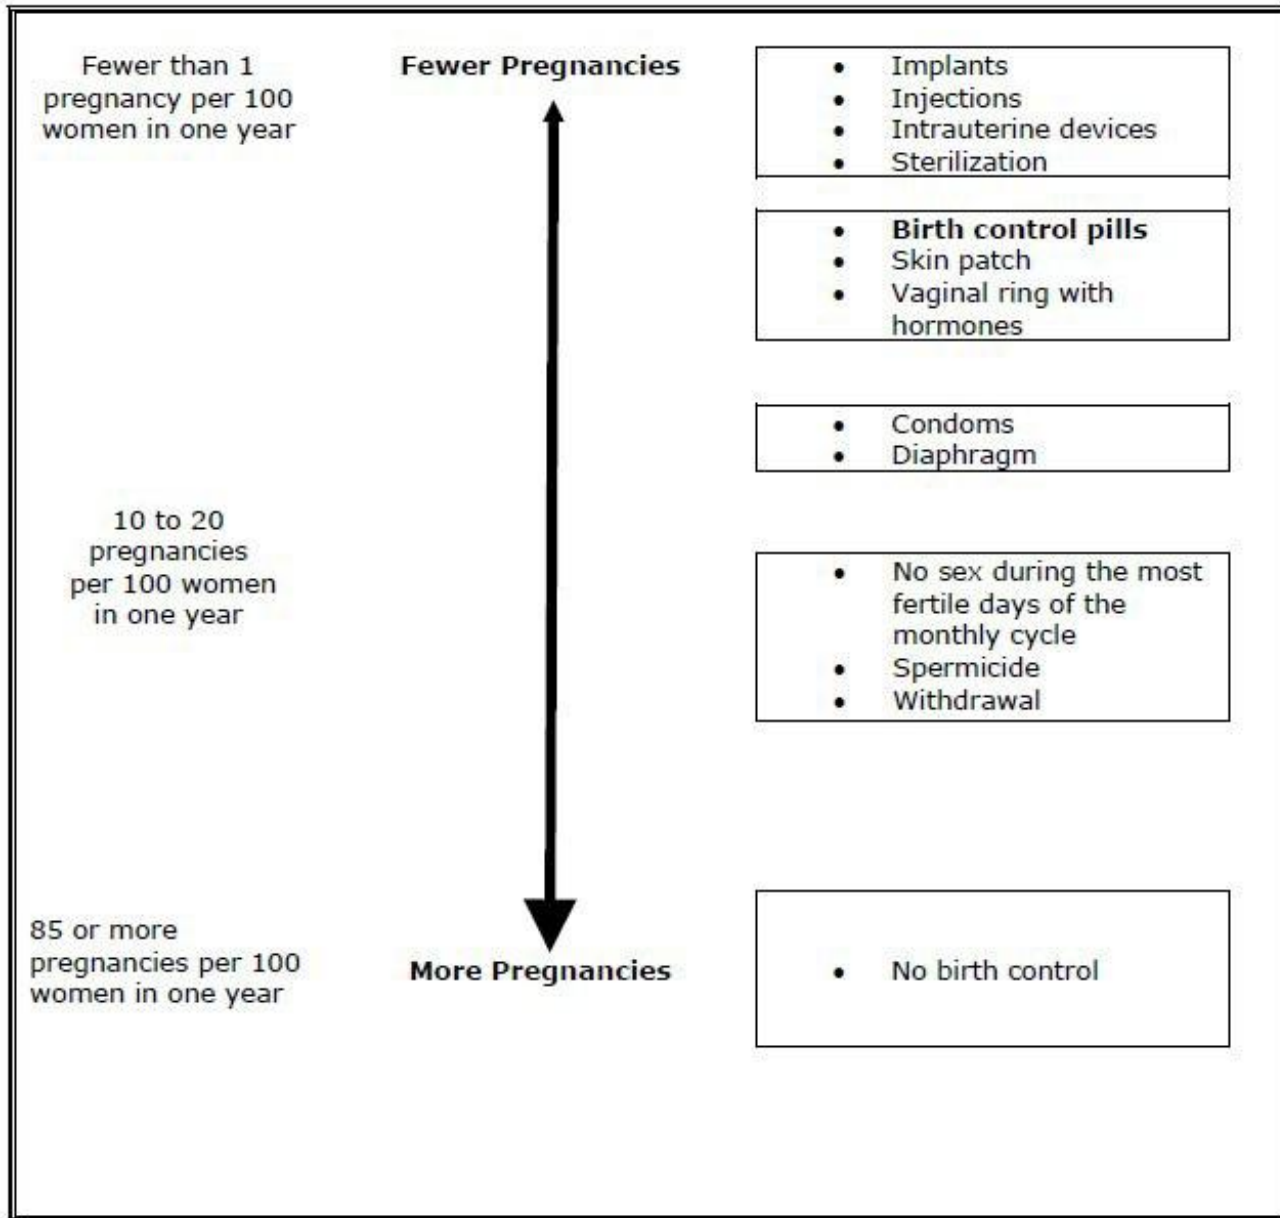 Fewer than 1
pregnancy per 100
women in one year
Fewer Pregnancies
• Implants
• Injections
• Intrauterine devices
• Sterilization
• Birth control pills
• Skin patch
• Vaginal ring with
hormones
• Condoms
• Diaphragm
10 to 20
pregnancies
per 100 women
in one year
• No sex during the most
fertile days of the
monthly cycle
• Spermicide
• Withdrawal
85 or more
pregnancies per 100
women in one year
More Pregnancies
• No birth control